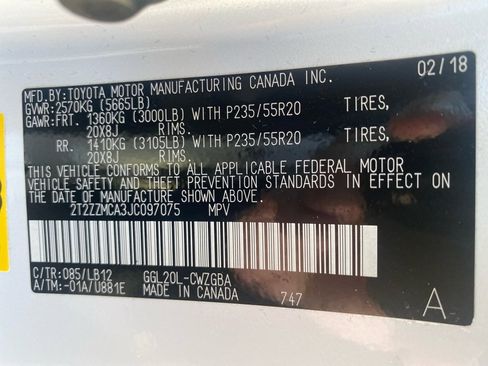 MFD.BY:TOYOTA MOTOR MANUFACTURING CANADA INC. 02/18
GVWR:2570KG (5665LB)
GAWR:FRT. 1360KG (3000LB) WITH P235/55R20 TIRES,
20X8J RIMS.
RR. 1410KG (3105LB) WITH P235/55R20 TIRES,
20X8J RIMS.
THIS VEHICLE CONFORMS TO ALL APPLICABLE FEDERAL MOTOR
VEHICLE SAFETY AND THEFT PREVENTION STANDARDS IN EFFECT ON
THE DATE OF MANUFACTURE SHOWN ABOVE.
2T2ZZMCA3JC097075 MPV
C/TR:085/LB12 GGL20L-CWZGBA
A/TM:-01A/U881E MADE IN CANADA 747 A